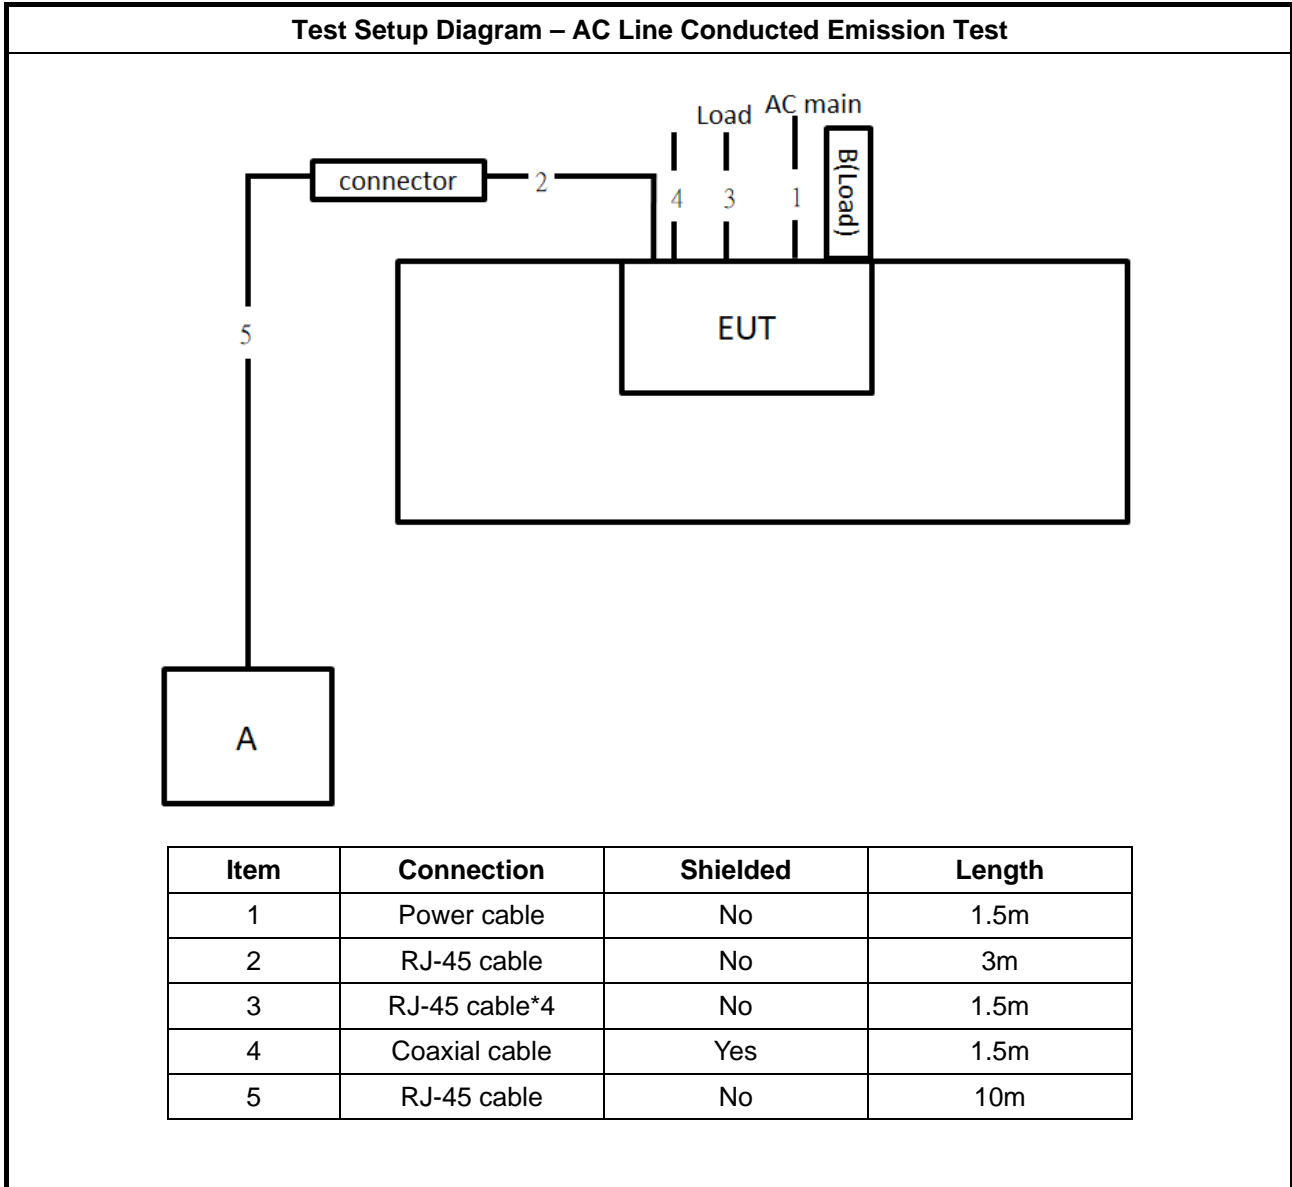 Test Setup Diagram – AC Line Conducted Emission Test
Load AC main
connector 2 4 3 1 B(Load)
5 EUT
A
Item Connection Shielded Length
1 Power cable No 1.5m
2 RJ-45 cable No 3m
3 RJ-45 cable*4 No 1.5m
4 Coaxial cable Yes 1.5m
5 RJ-45 cable No 10m